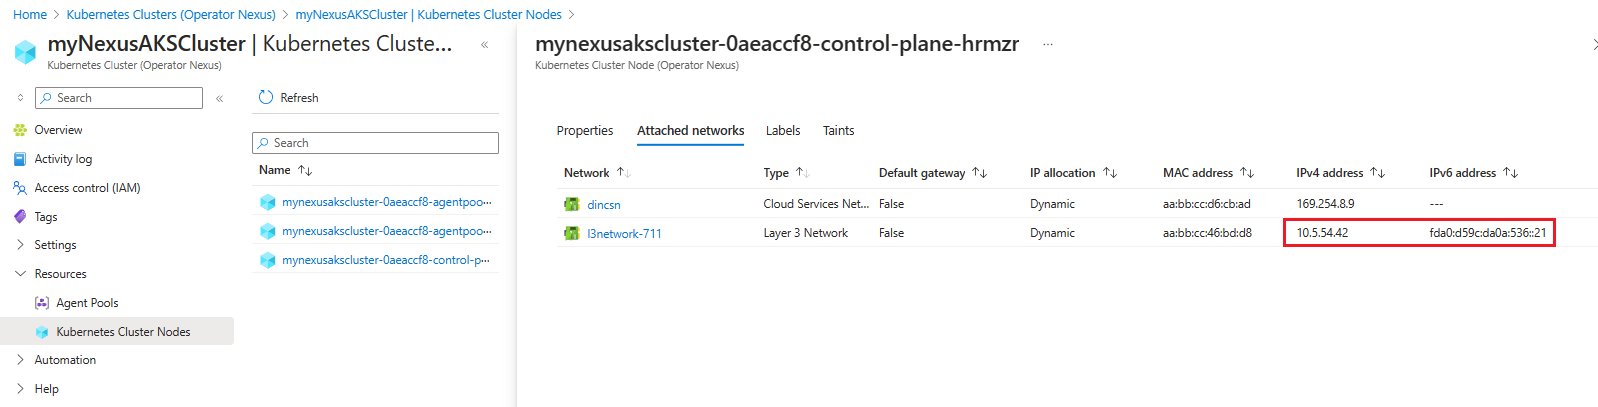 Home > Kubernetes Clusters (Operator Nexus) > myNexusAKSCluster | Kubernetes Cluster Nodes >
myNexusAKSCluster | Kubernetes Cluste... «
Kubernetes Cluster (Operator Nexus)
Search «
Overview
Activity log
Access control (IAM)
Tags
Settings
Resources
Agent Pools
Kubernetes Cluster Nodes
Automation
Help
Refresh
Search
Name ↑↓
mynexusakscluster-0aeaccf8-agentpoo...
mynexusakscluster-0aeaccf8-agentpoo...
mynexusakscluster-0aeaccf8-control-p...
mynexusakscluster-0aeaccf8-control-plane-hrmzr ...
Kubernetes Cluster Node (Operator Nexus)
Properties Attached networks Labels Taints
Network ↑↓ Type ↑↓ Default gateway ↑↓ IP allocation ↑↓ MAC address ↑↓ IPv4 address ↑↓ IPv6 address ↑↓
dincsn Cloud Services Net... False Dynamic aa:bb:cc:d6:cb:ad 169.254.8.9 ---
l3network-711 Layer 3 Network False Dynamic aa:bb:cc:46:bd:d8 10.5.54.42 fda0:d59c:da0a:536::21